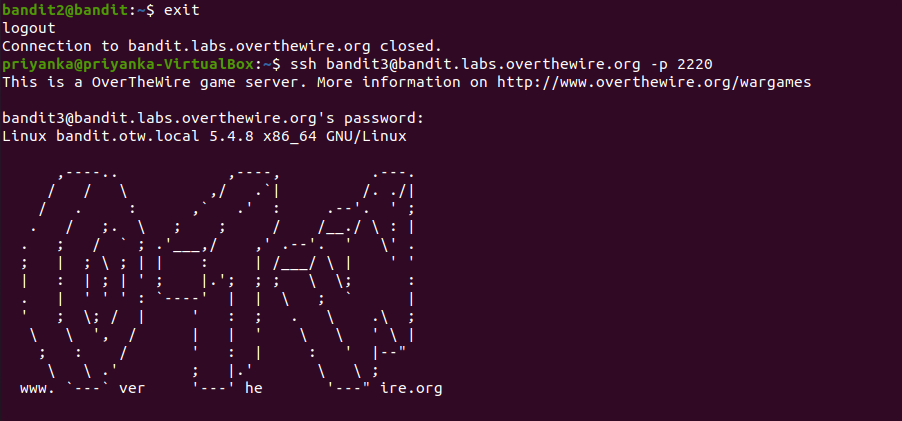 bandit2@bandit:~$ exit
logout
Connection to bandit.labs.overthewire.org closed.
priyanka@priyanka-VirtualBox:~$ ssh bandit3@bandit.labs.overthewire.org -p 2220
This is a OverTheWire game server. More information on http://www.overthewire.org/wargames
bandit3@bandit.labs.overthewire.org's password:
Linux bandit.otw.local 5.4.8 x86_64 GNU/Linux
      ,----..            ,----,          .---.
     /   /   \         ,/   .`|         /. ./|
    /   .     :      ,`   .'  :     .--'.  ' ;
   .   /   ;.  \   ;    ;     /    /__./ \ : |
  .   ;   /  ` ; .'___,/    ,' .--'.  '   \' .
  ;   |  ; \ ; | |    :     | /___/ \ |    ' '
  |   :  | ; | ' ;    |.';  ; ;   \  \;      :
  .   |  ' ' ' : `----'  |  |  \   ;  `      |
  '   ;  \; /  |     '   :  ;   .   \    .\  ;
   \   \  ',  /      |   |  '    \   \   ' \ |
    ;   :    /       '   :  |     :   '  |--"
     \   \ .'        ;   |.'       \   \ ;
  www. `---` ver     '---' he       '---" ire.org